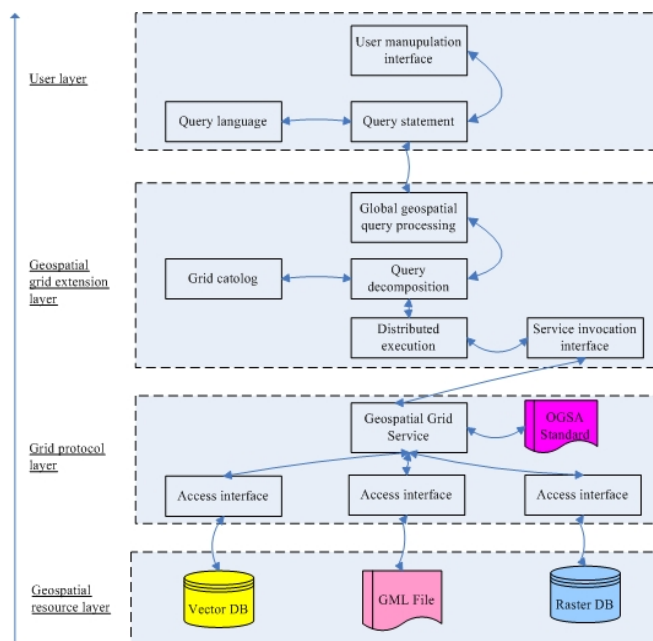 User manupulation
interface
User layer
Query language
Query statement
Global geospatial
query processing
Geospatial
grid extension
layer
Grid catolog
Query
decomposition
Distributed
execution
Service invocation
interface
Geospatial Grid
Service
OGSA
Standard
Grid protocol
layer
Access interface
Access interface
Access interface
Geospatial
resource layer
Vector DB
GML File
Raster DB